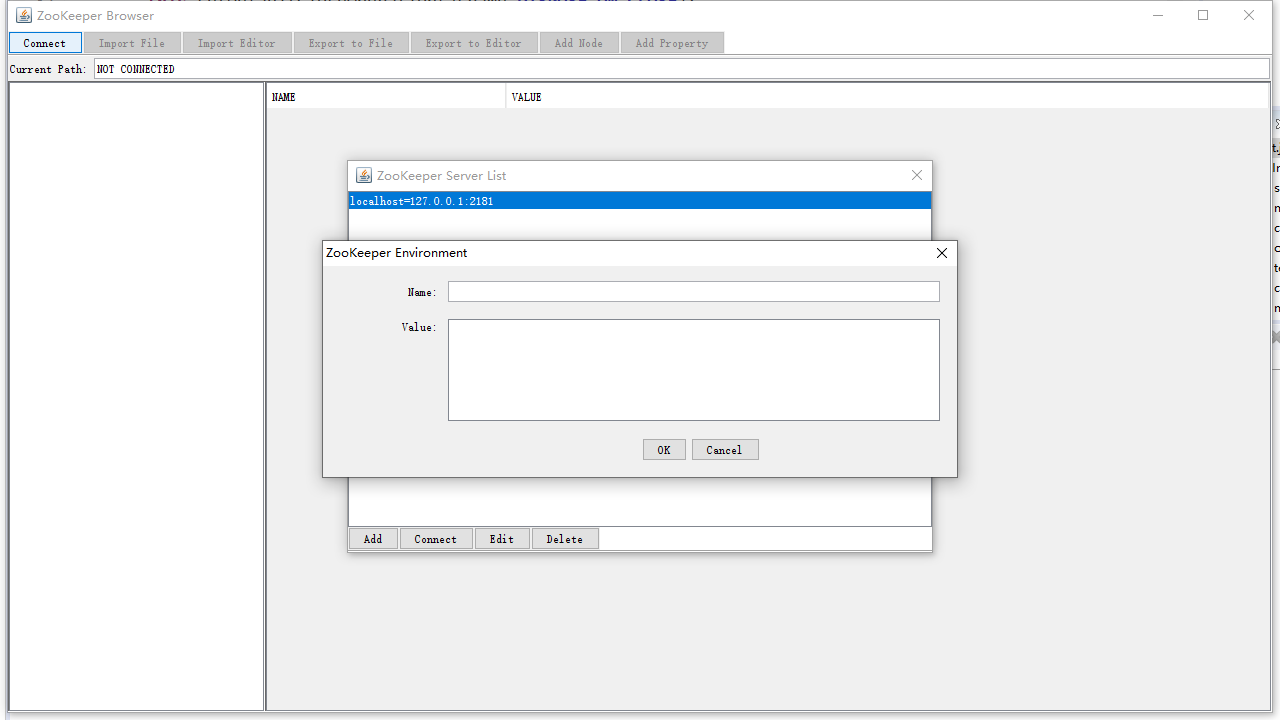 ZooKeeper Browser
Connect Import File Import Editor Export to File Export to Editor Add Node Add Property
Current Path: NOT CONNECTED
NAME VALUE
ZooKeeper Server List
localhost=127.0.0.1:2181
ZooKeeper Environment
Name:
Value:
OK Cancel
Add Connect Edit Delete